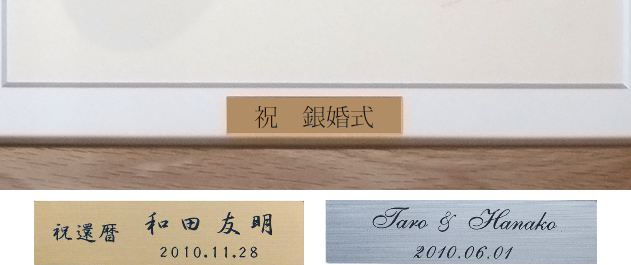 祝　銀婚式
祝還暦 和田友明
2010.11.28
Taro & Hanako
2010.06.01